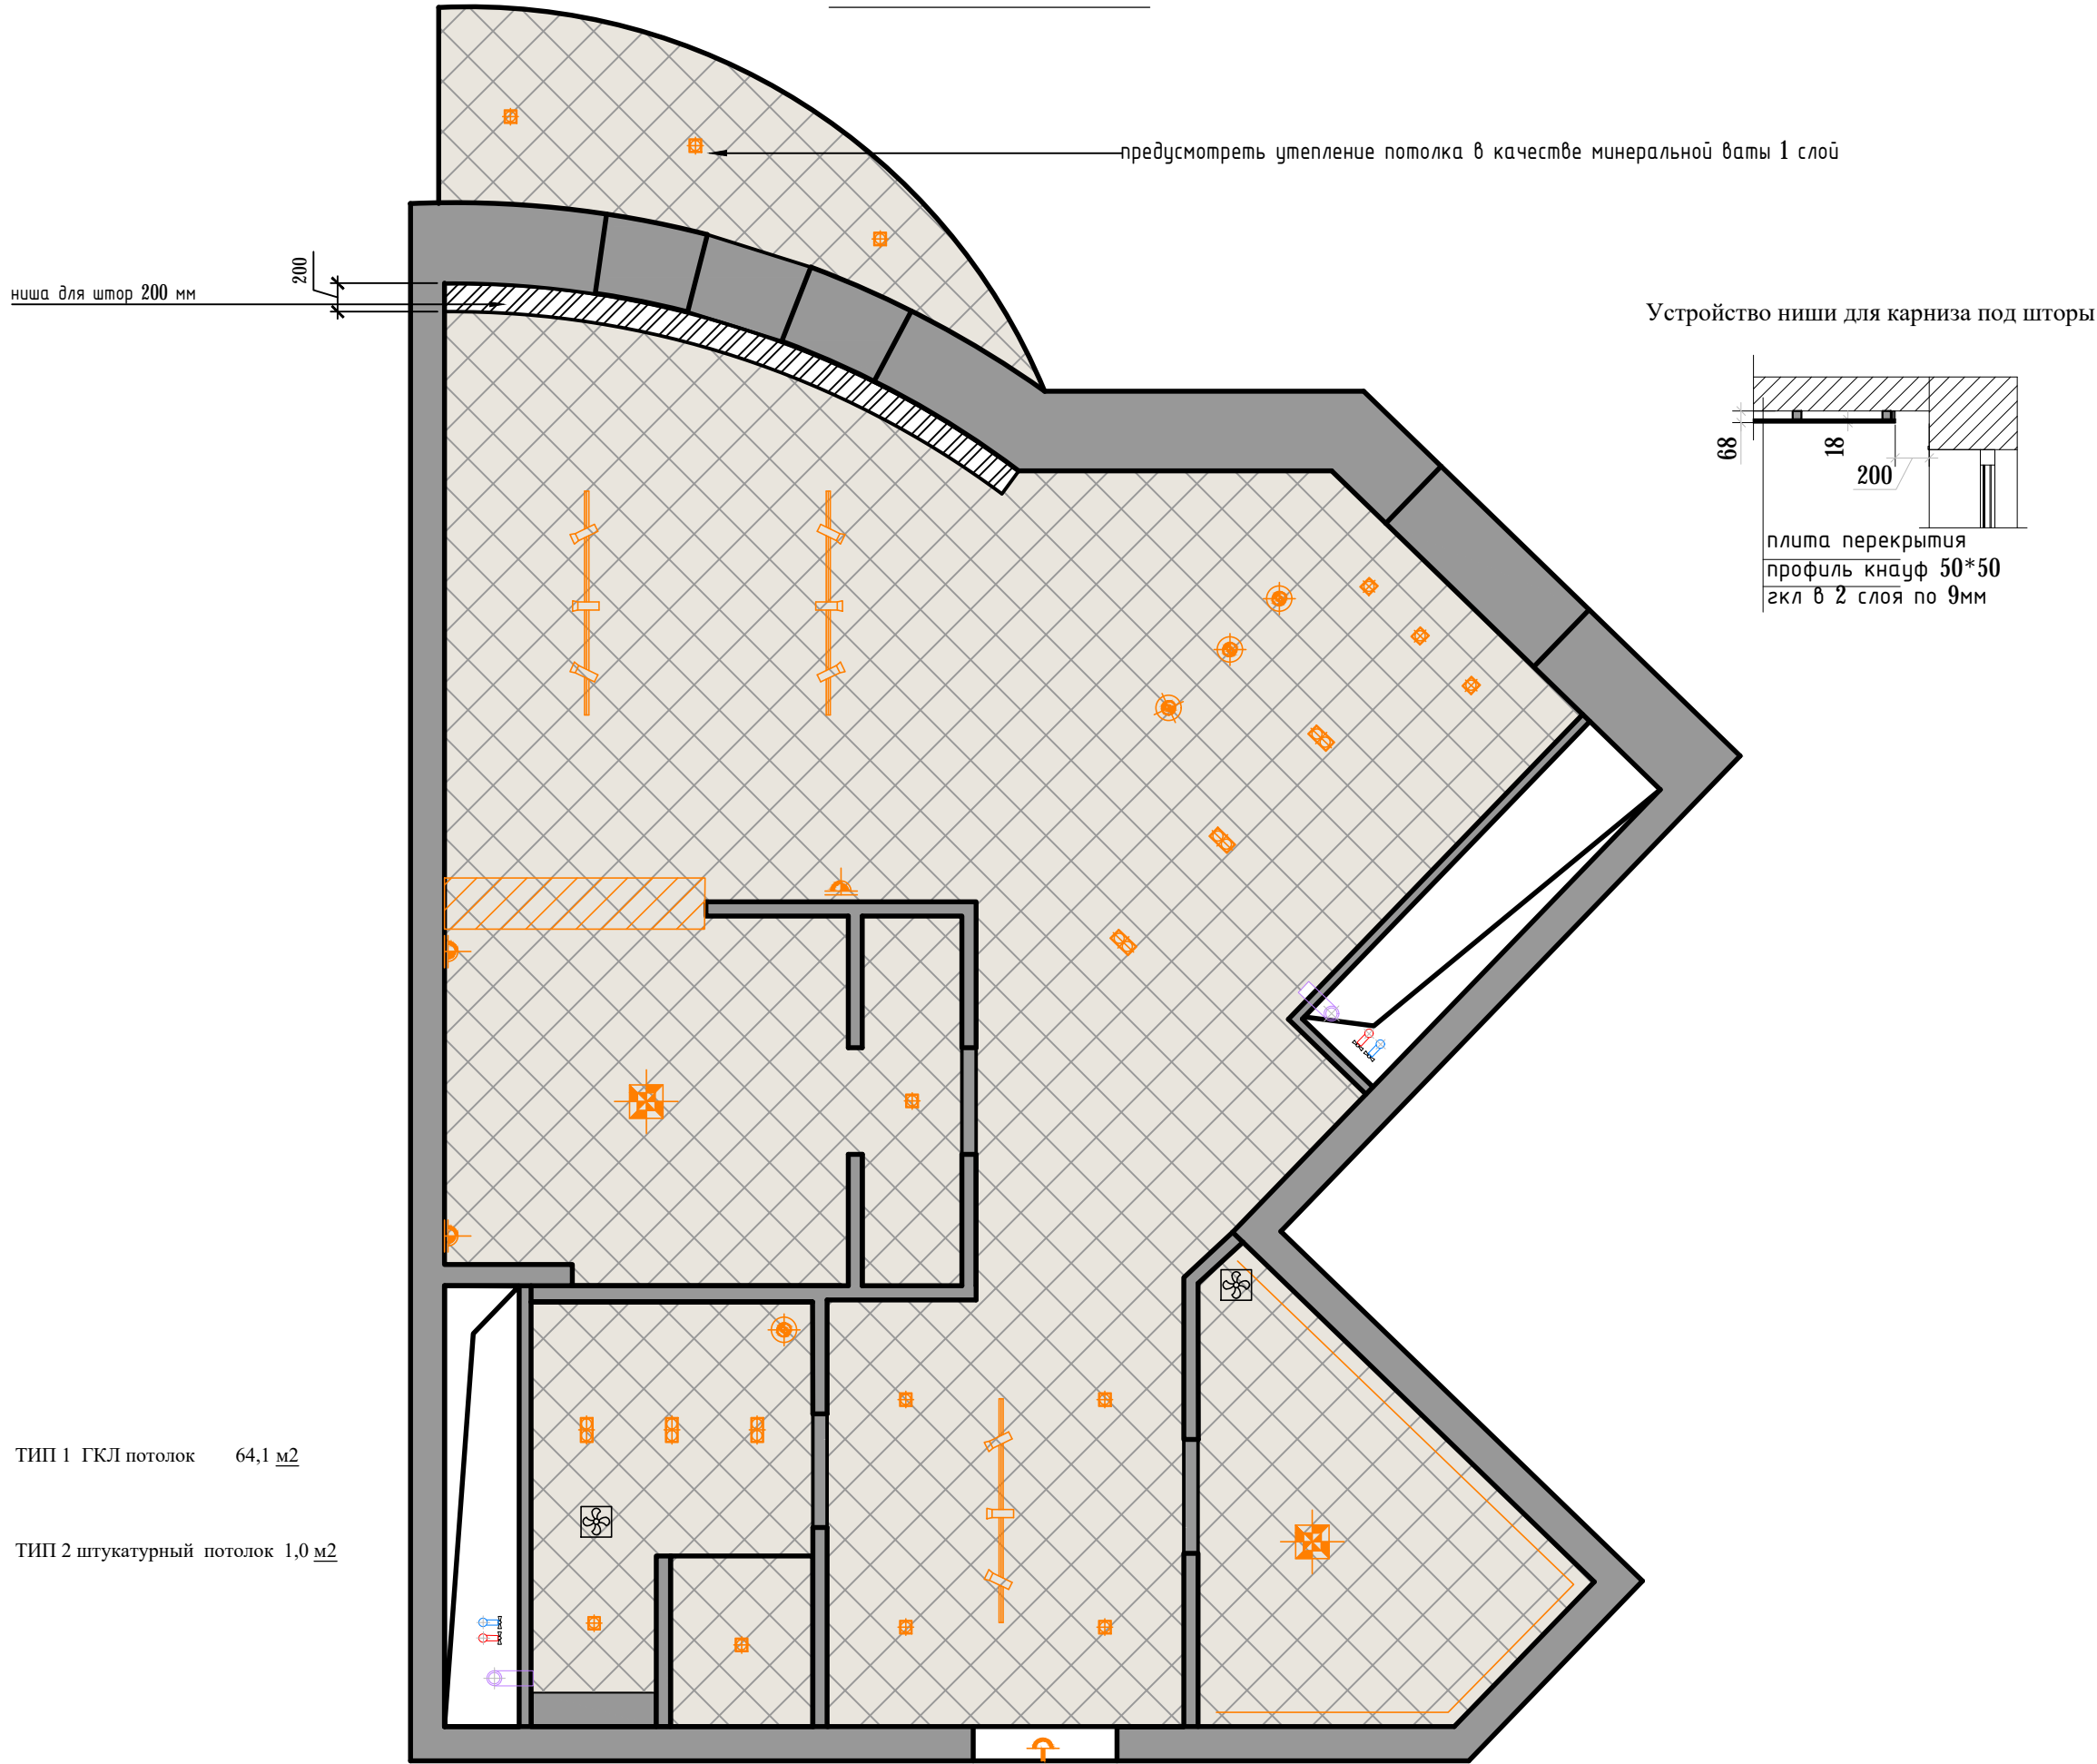 предусмотреть утепление потолка в качестве минеральной ваты 1 слой
200
ниша для штор 200 мм
Устройство ниши для карниза под шторы
68
18
200
плита перекрытия
профиль кнауф 50*50
гкл в 2 слоя по 9мм
ТИП 1 ГКЛ потолок 64,1 м2
ТИП 2 штукатурный потолок 1,0 м2